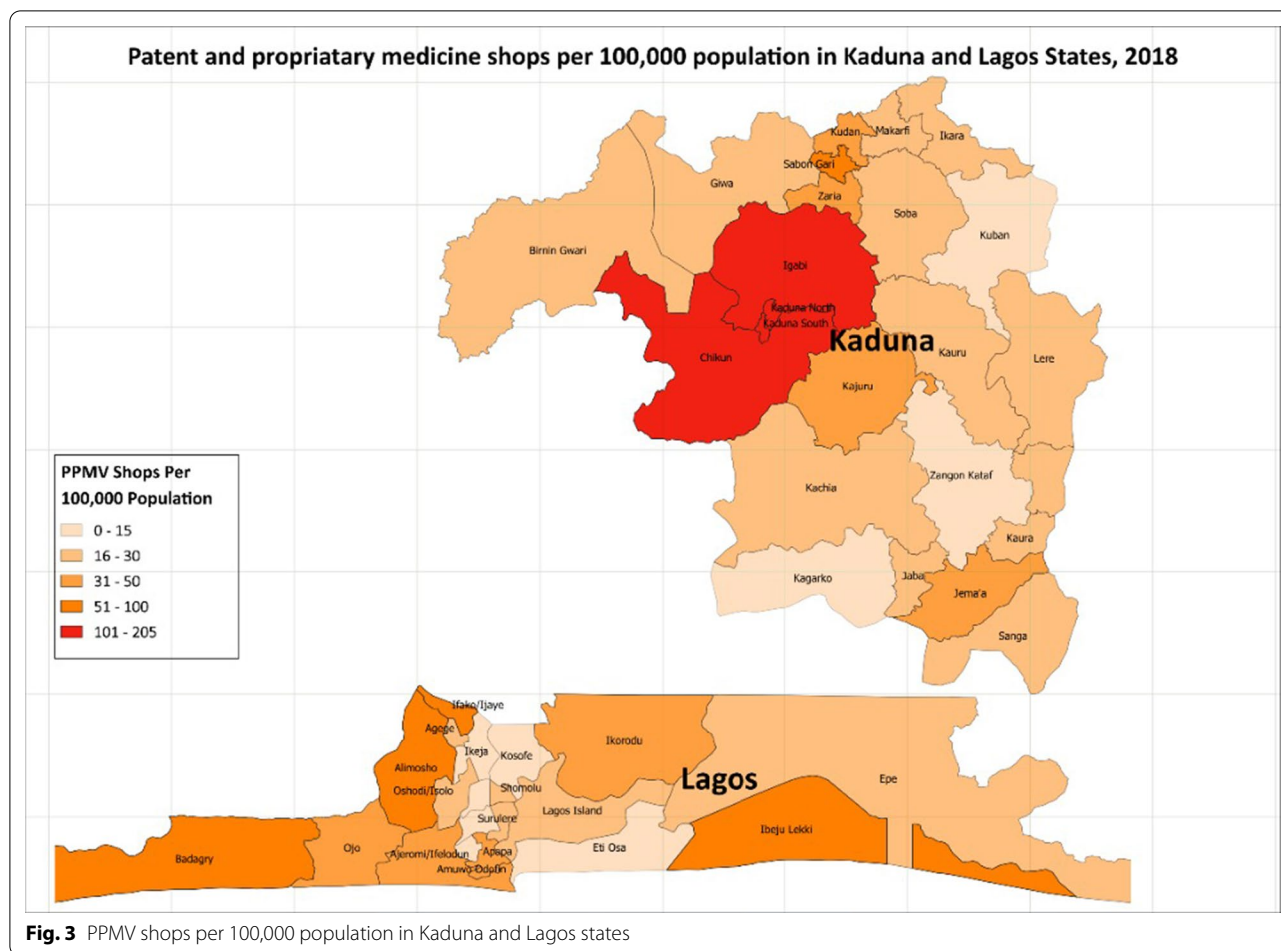 Patent and propriatary medicine shops per 100,000 population in Kaduna and Lagos States, 2018
Kudan
Makarfi
Ikara
Sabon Gari
Giwa
Zaria
Soba
Kuban
Birnin Gwari
Igabi
Kaduna North
Kaduna South
Kaduna
Chikun
Kauru
Lere
Kajuru
Zangon Kataf
Kachia
Kaura
Kagarko
Jaba
Jema'a
Sanga
PPMV Shops Per
100,000 Population
0 - 15
16 - 30
31 - 50
51 - 100
101 - 205
Ifako/Ijaye
Agege
Ikeja
Kosofe
Ikorodu
Alimosho
Lagos
Epe
Oshodi/Isolo
Shomolu
Lagos Island
Surulere
Ibeju Lekki
Badagry
Ojo
Ajeromi/Ifelodun
Apapa
Eti Osa
Amuwo Odofin
Fig. 3 PPMV shops per 100,000 population in Kaduna and Lagos states